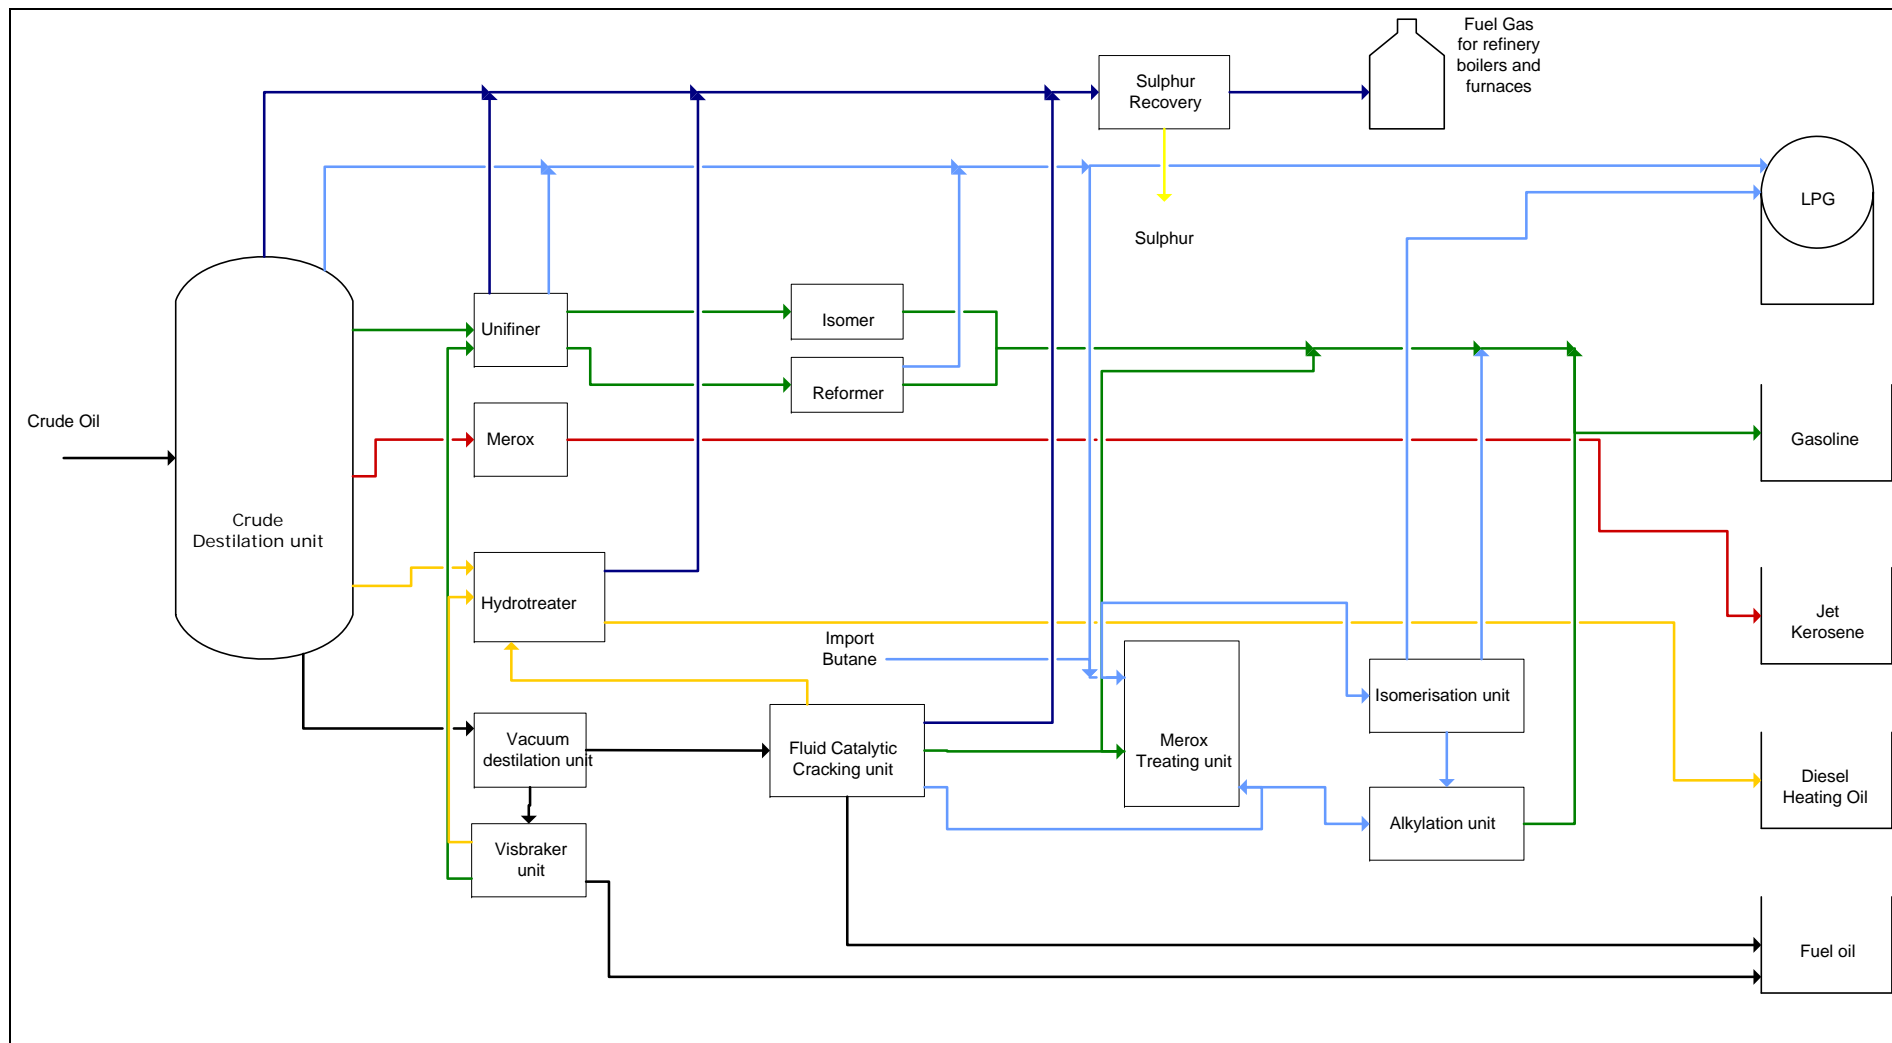 Fuel Gas
for refinery
boilers and
furnaces
Sulphur
Recovery
LPG
Sulphur
Isomer
Unifiner
Reformer
Crude Oil
Merox
Gasoline
Crude
Destilation unit
Hydrotreater
Jet
Kerosene
Import
Butane
Isomerisation unit
Vacuum
destilation unit
Fluid Catalytic
Cracking unit
Merox
Treating unit
Diesel
Heating Oil
Alkylation unit
Visbraker
unit
Fuel oil